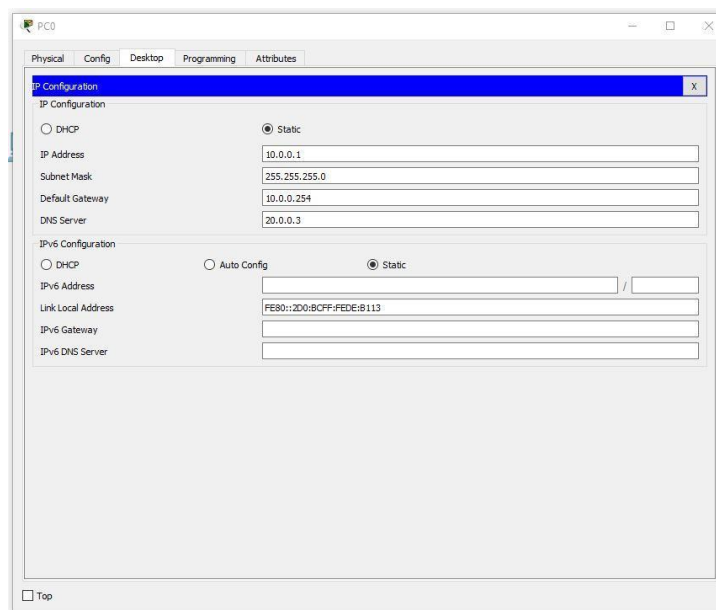 PC0
Physical Config Desktop Programming Attributes
IP Configuration X
IP Configuration
DHCP Static
IP Address 10.0.0.1
Subnet Mask 255.255.255.0
Default Gateway 10.0.0.254
DNS Server 20.0.0.3
IPv6 Configuration
DHCP Auto Config Static
IPv6 Address /
Link Local Address FE80::2D0:BCFF:FEDE:B113
IPv6 Gateway
IPv6 DNS Server
Top